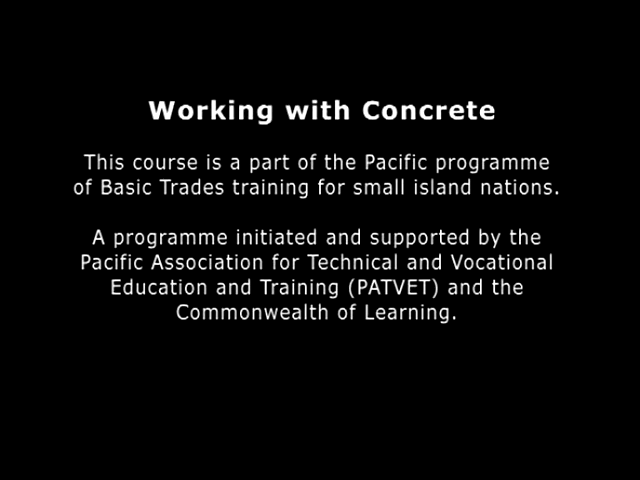 Working with Concrete
This course is a part of the Pacific programme
of Basic Trades training for small island nations.
A programme initiated and supported by the
Pacific Association for Technical and Vocational
Education and Training (PATVET) and the
Commonwealth of Learning.